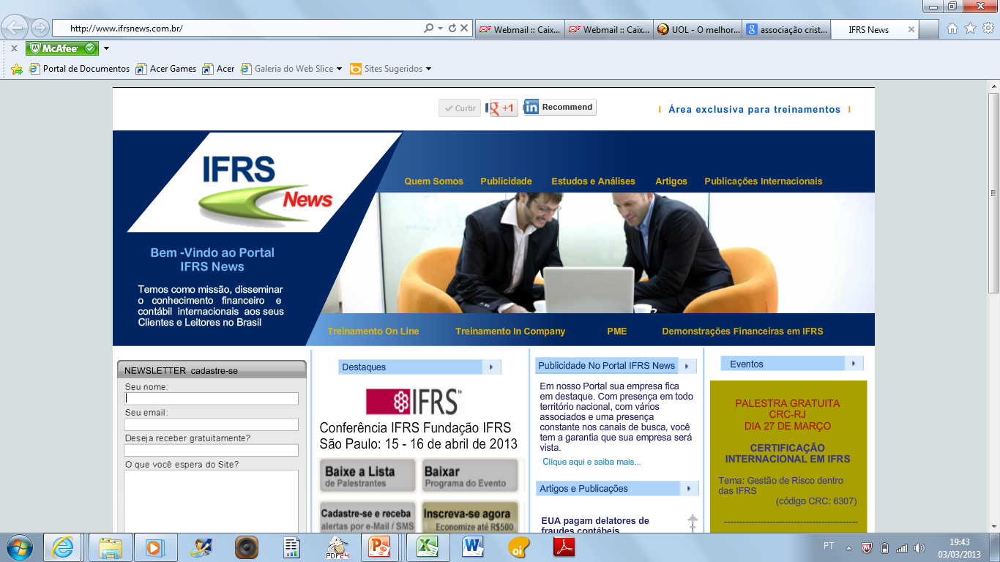 http://www.ifrsnews.com.br/
Webmail :: Caix...
Webmail :: Caix...
UOL - O melhor...
associação crist...
IFRS News
McAfee
Portal de Documentos
Acer Games
Acer
Galeria do Web Slice
Sites Sugeridos
Curtir
+1
in Recommend
Área exclusiva para treinamentos
IFRS
News
Quem Somos
Publicidade
Estudos e Análises
Artigos
Publicações Internacionais
Bem -Vindo ao Portal
IFRS News
Temos como missão, disseminar
o conhecimento financeiro e
contábil internacionais aos seus
Clientes e Leitores no Brasil
Treinamento On Line
Treinamento In Company
PME
Demonstrações Financeiras em IFRS
NEWSLETTER cadastre-se
Seu nome:
Seu email:
Deseja receber gratuitamente?
O que você espera do Site?
Destaques
IFRS™
Conferência IFRS Fundação IFRS
São Paulo: 15 - 16 de abril de 2013
Baixe a Lista
de Palestrantes
Baixar
Programa do Evento
Cadastre-se e receba
alertas por e-Mail / SMS
Inscreva-se agora
Economize até R$500
Publicidade No Portal IFRS News
Em nosso Portal sua empresa fica
em destaque. Com presença em todo
território nacional, com vários
associados e uma presença
constante nos canais de busca, você
tem a garantia que sua empresa será
vista.
Clique aqui e saiba mais...
Artigos e Publicações
EUA pagam delatores de
fraudes contábeis
Eventos
PALESTRA GRATUITA
CRC-RJ
DIA 27 DE MARÇO
CERTIFICAÇÃO
INTERNACIONAL EM IFRS
Tema: Gestão de Risco dentro
das IFRS
(código CRC: 6307)
--------------------------------------------
PDF24
oi
PT
19:43
03/03/2013